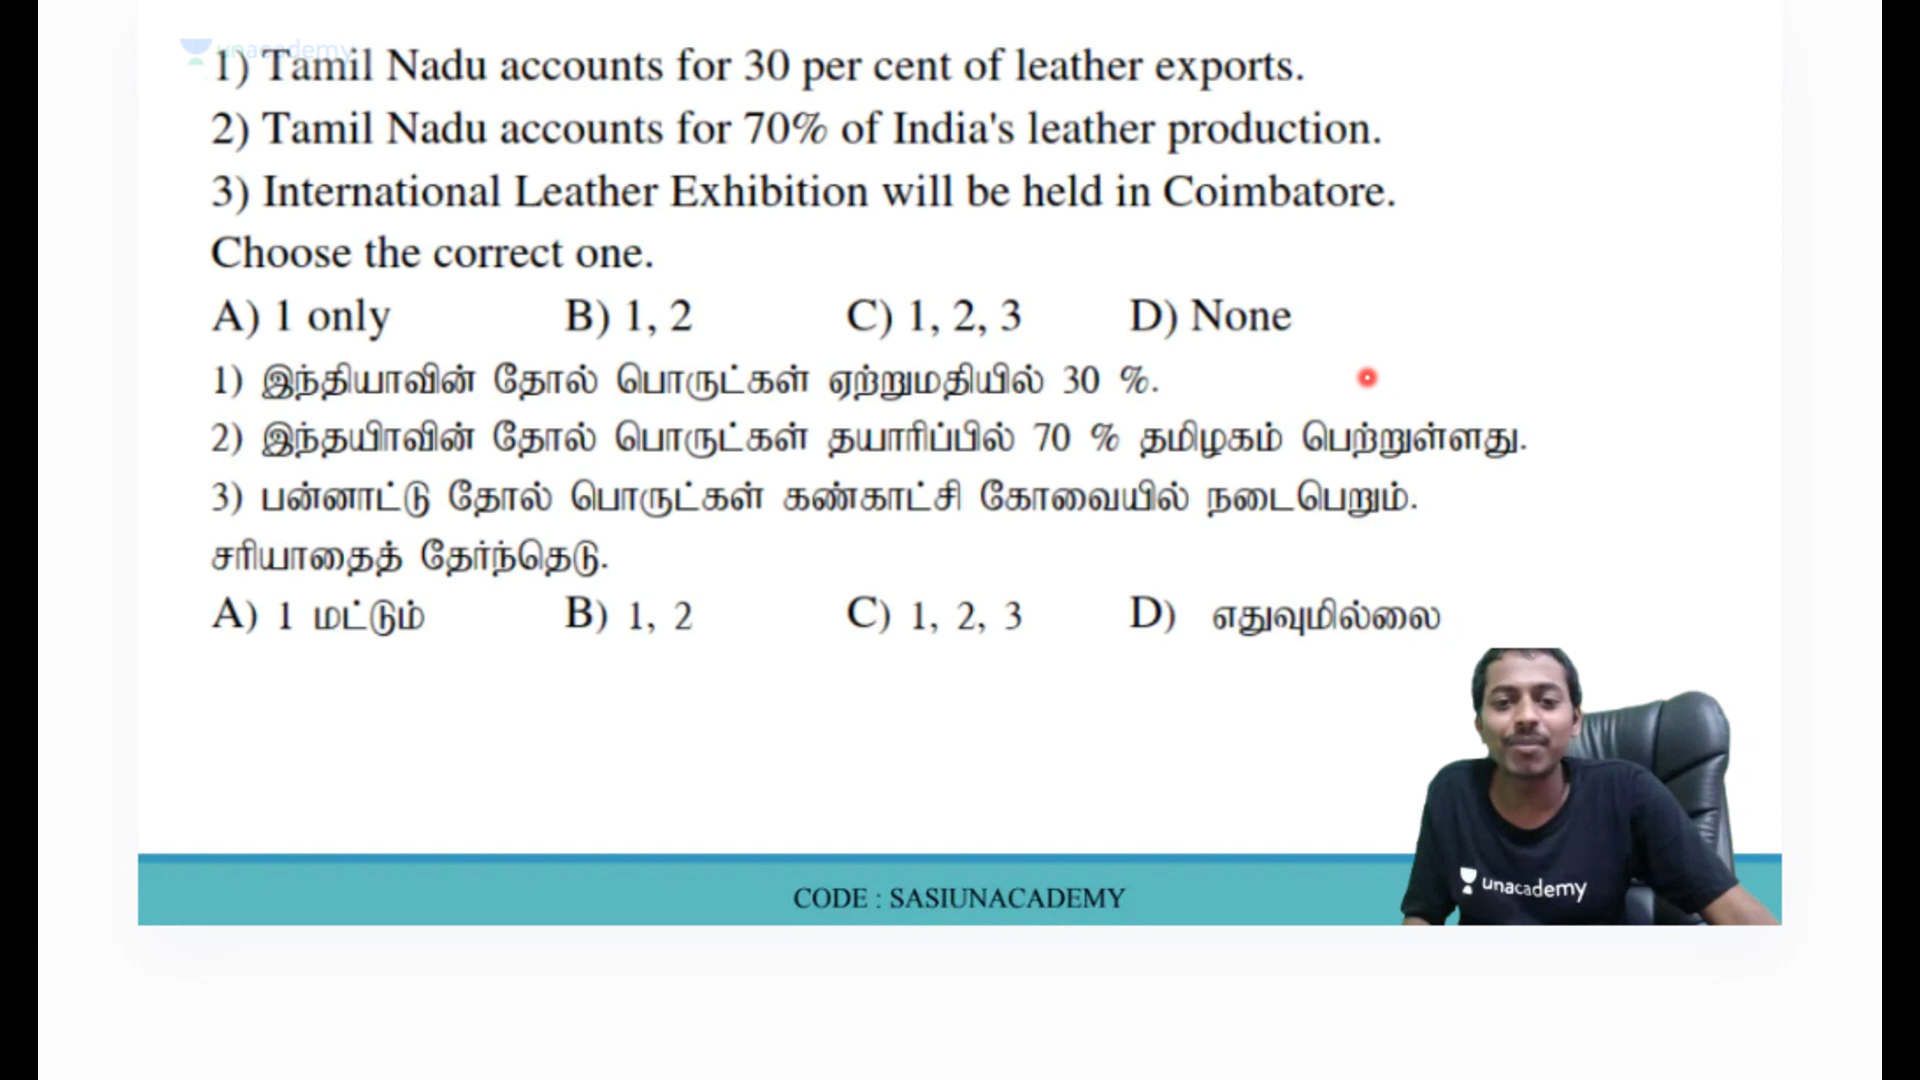 unacademy
1) Tamil Nadu accounts for 30 per cent of leather exports.
2) Tamil Nadu accounts for 70% of India's leather production.
3) International Leather Exhibition will be held in Coimbatore.
Choose the correct one.
A) 1 only B) 1, 2 C) 1, 2, 3 D) None
1) இந்தியாவின் தோல் பொருட்கள் ஏற்றுமதியில் 30 %.
2) இந்தயிாவின் தோல் பொருட்கள் தயாரிப்பில் 70 % தமிழகம் பெற்றுள்ளது.
3) பன்னாட்டு தோல் பொருட்கள் கண்காட்சி கோவையில் நடைபெறும்.
சரியாதைத் தேர்ந்தெடு.
A) 1 மட்டும் B) 1, 2 C) 1, 2, 3 D) எதுவுமில்லை
unacademy
CODE : SASIUNACADEMY